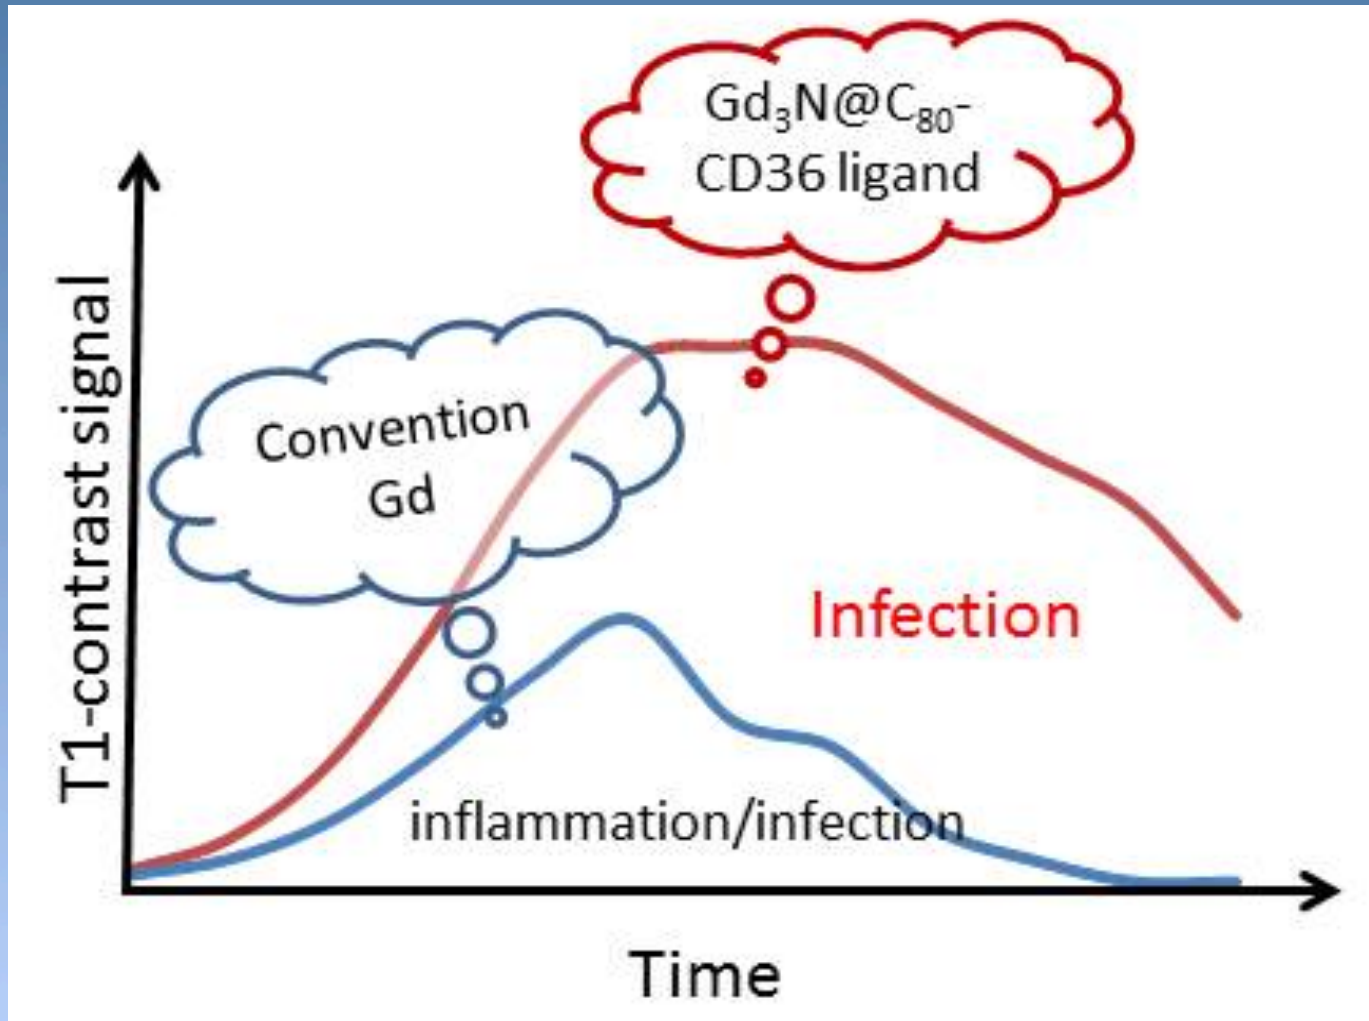 Gd₃N@C₈₀-
CD36 ligand
Convention
Gd
T1-contrast signal
Infection
inflammation/infection
Time